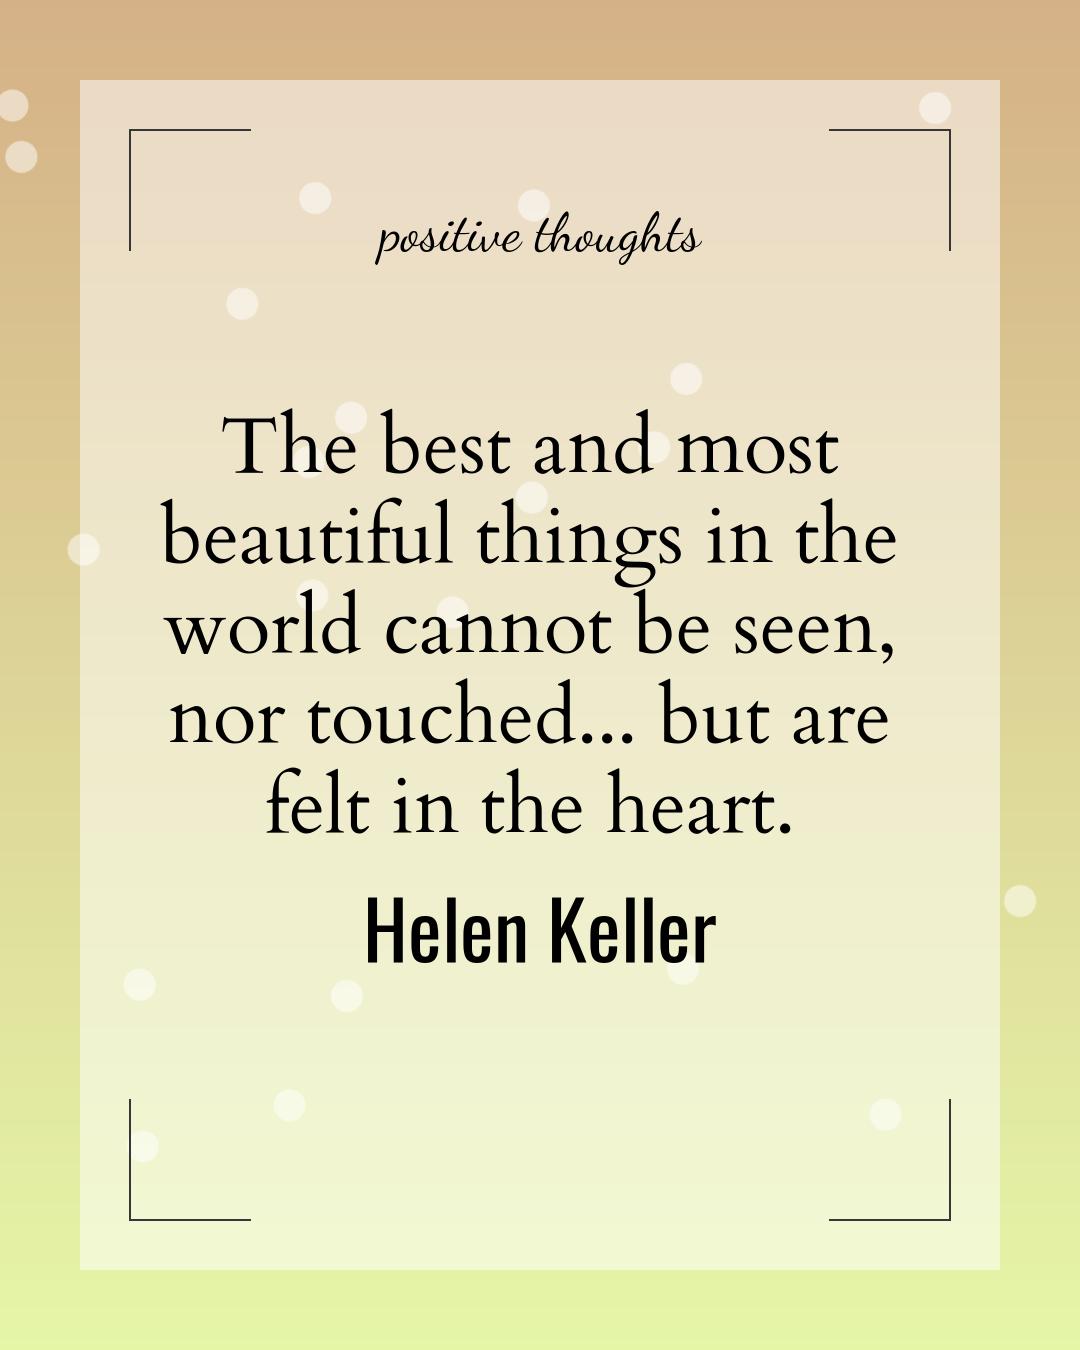 positive thoughts
The best and most
beautiful things in the
world cannot be seen,
nor touched... but are
felt in the heart.
Helen Keller